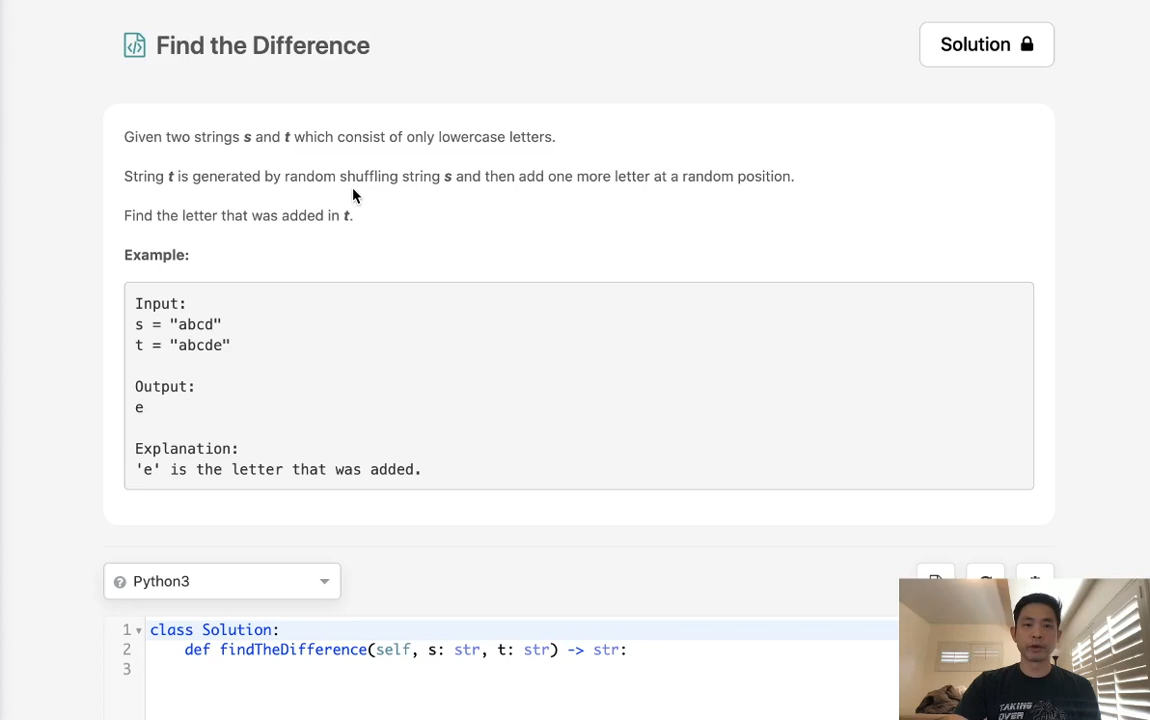 Find the Difference
Solution
Given two strings s and t which consist of only lowercase letters.
String t is generated by random shuffling string s and then add one more letter at a random position.
Find the letter that was added in t.
Example:
Input:
s = "abcd"
t = "abcde"
Output:
e
Explanation:
'e' is the letter that was added.
Python3
1 class Solution:
2 def findTheDifference(self, s: str, t: str) -> str:
3
TAKING
OVER